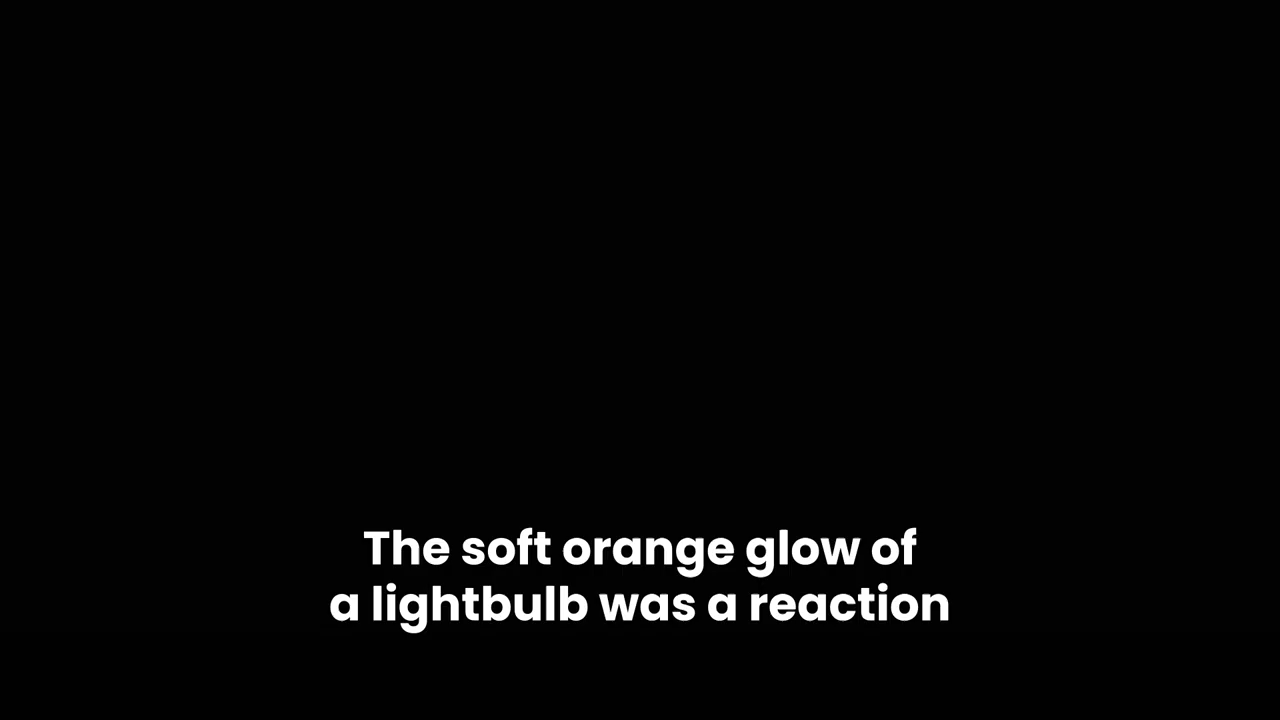 The soft orange glow of
a lightbulb was a reaction